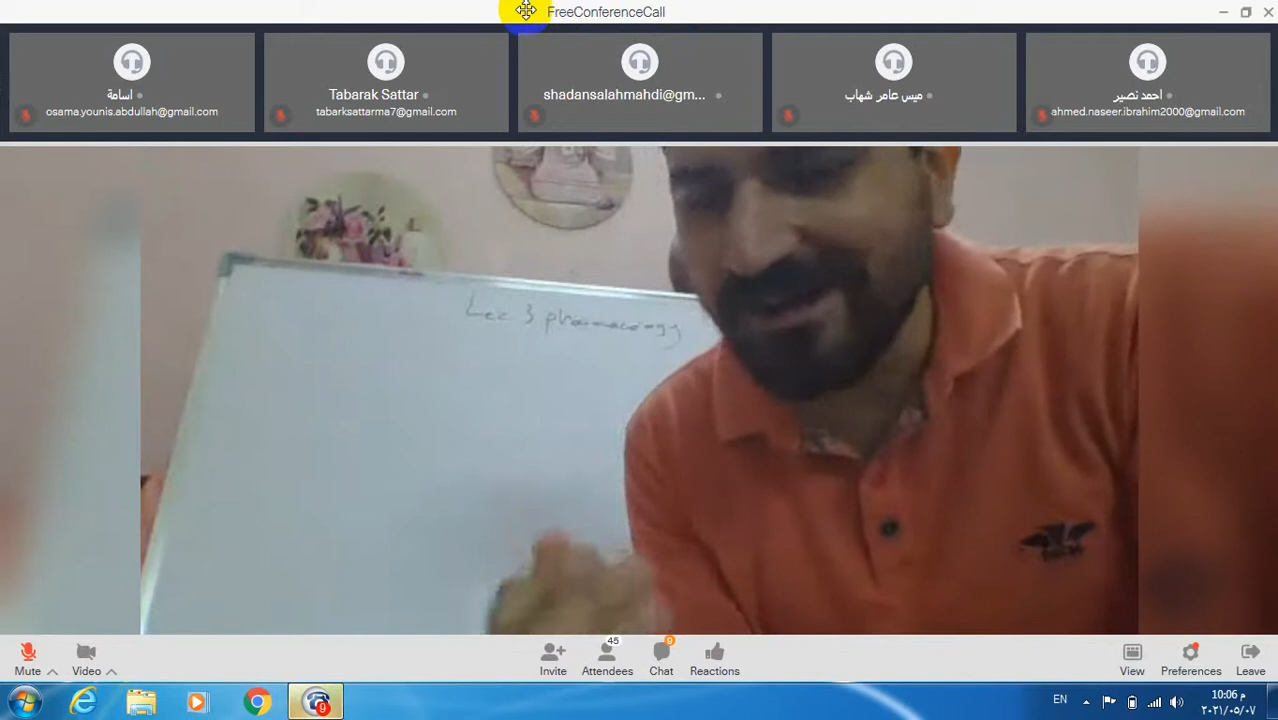 FreeConferenceCall
اسامة
osama.younis.abdullah@gmail.com
Tabarak Sattar
tabarksattarma7@gmail.com
shadansalahmahdi@gm...
ميس عامر شهاب
احمد نصير
ahmed.naseer.ibrahim2000@gmail.com
Lec 3 pharmacology
Mute
Video
Invite
45
Attendees
9
Chat
Reactions
View
Preferences
Leave
9
EN
10:06 م
٢٠٢١/٠٥/٠٧